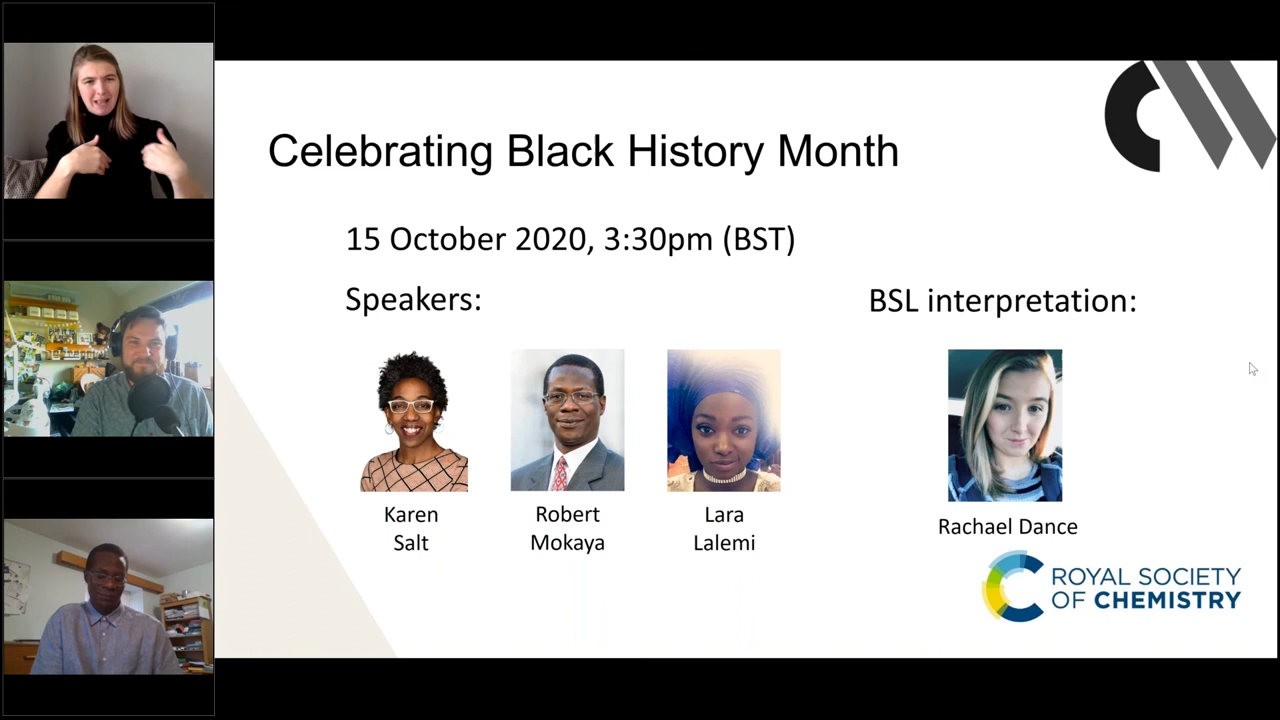 Celebrating Black History Month
15 October 2020, 3:30pm (BST)
Speakers:
BSL interpretation:
Karen
Salt
Robert
Mokaya
Lara
Lalemi
Rachael Dance
ROYAL SOCIETY
OF CHEMISTRY